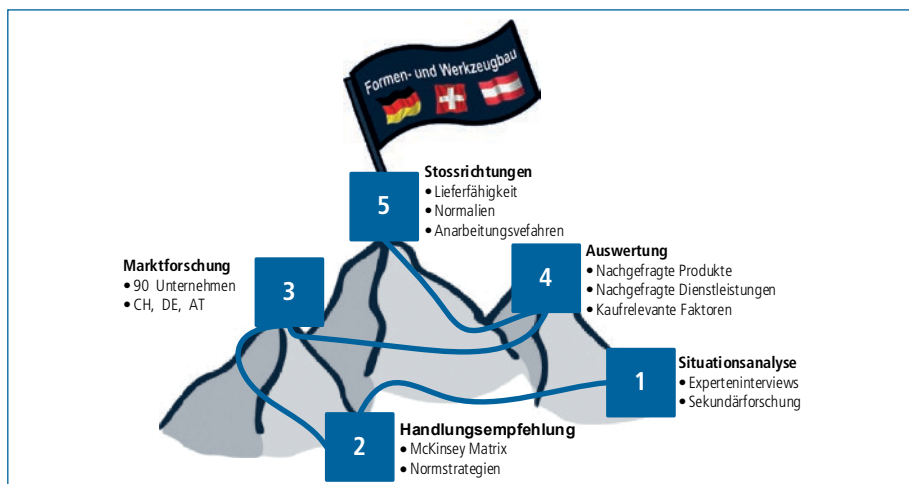 Formen- und Werkzeugbau
Stossrichtungen
• Lieferfähigkeit
• Normalien
• Anarbeitungsvefahren
5
Marktforschung
• 90 Unternehmen
• CH, DE, AT
3
4
Auswertung
• Nachgefragte Produkte
• Nachgefragte Dienstleistungen
• Kaufrelevante Faktoren
1
Situationsanalyse
• Experteninterviews
• Sekundärforschung
2
Handlungsempfehlung
• McKinsey Matrix
• Normstrategien